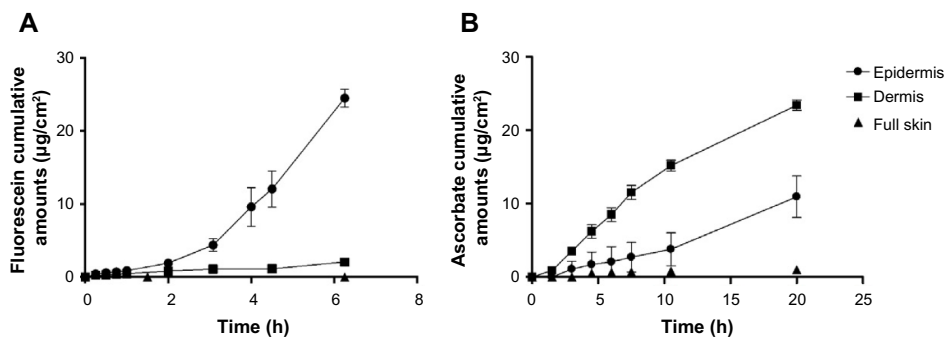 A
Fluorescein cumulative
amounts (µg/cm²)
30
20
10
0
0
2
4
6
8
Time (h)
B
Ascorbate cumulative
amounts (µg/cm²)
30
20
10
0
0
5
10
15
20
25
Time (h)
Epidermis
Dermis
Full skin